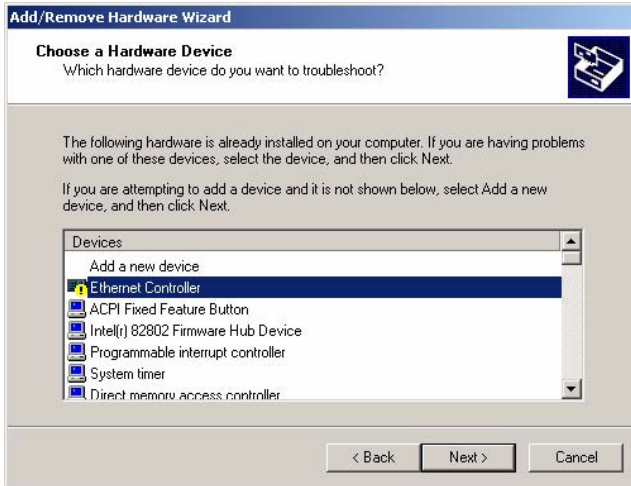 Add/Remove Hardware Wizard
Choose a Hardware Device
Which hardware device do you want to troubleshoot?
The following hardware is already installed on your computer. If you are having problems
with one of these devices, select the device, and then click Next.
If you are attempting to add a device and it is not shown below, select Add a new
device, and then click Next.
Devices
Add a new device
Ethernet Controller
ACPI Fixed Feature Button
Intel(r) 82802 Firmware Hub Device
Programmable interrupt controller
System timer
Direct memory access controller
< Back
Next >
Cancel